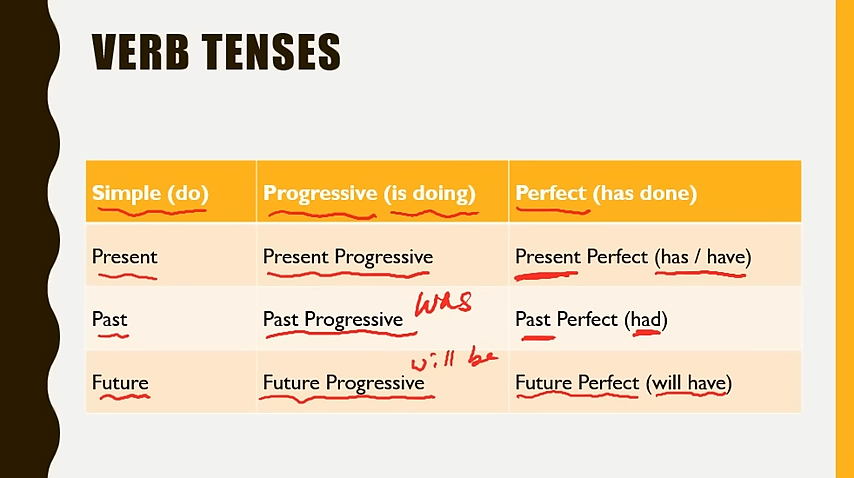 VERB TENSES
Simple (do) Progressive (is doing) Perfect (has done)
Present Present Progressive Present Perfect (has / have)
was
Past Past Progressive Past Perfect (had)
will be
Future Future Progressive Future Perfect (will have)